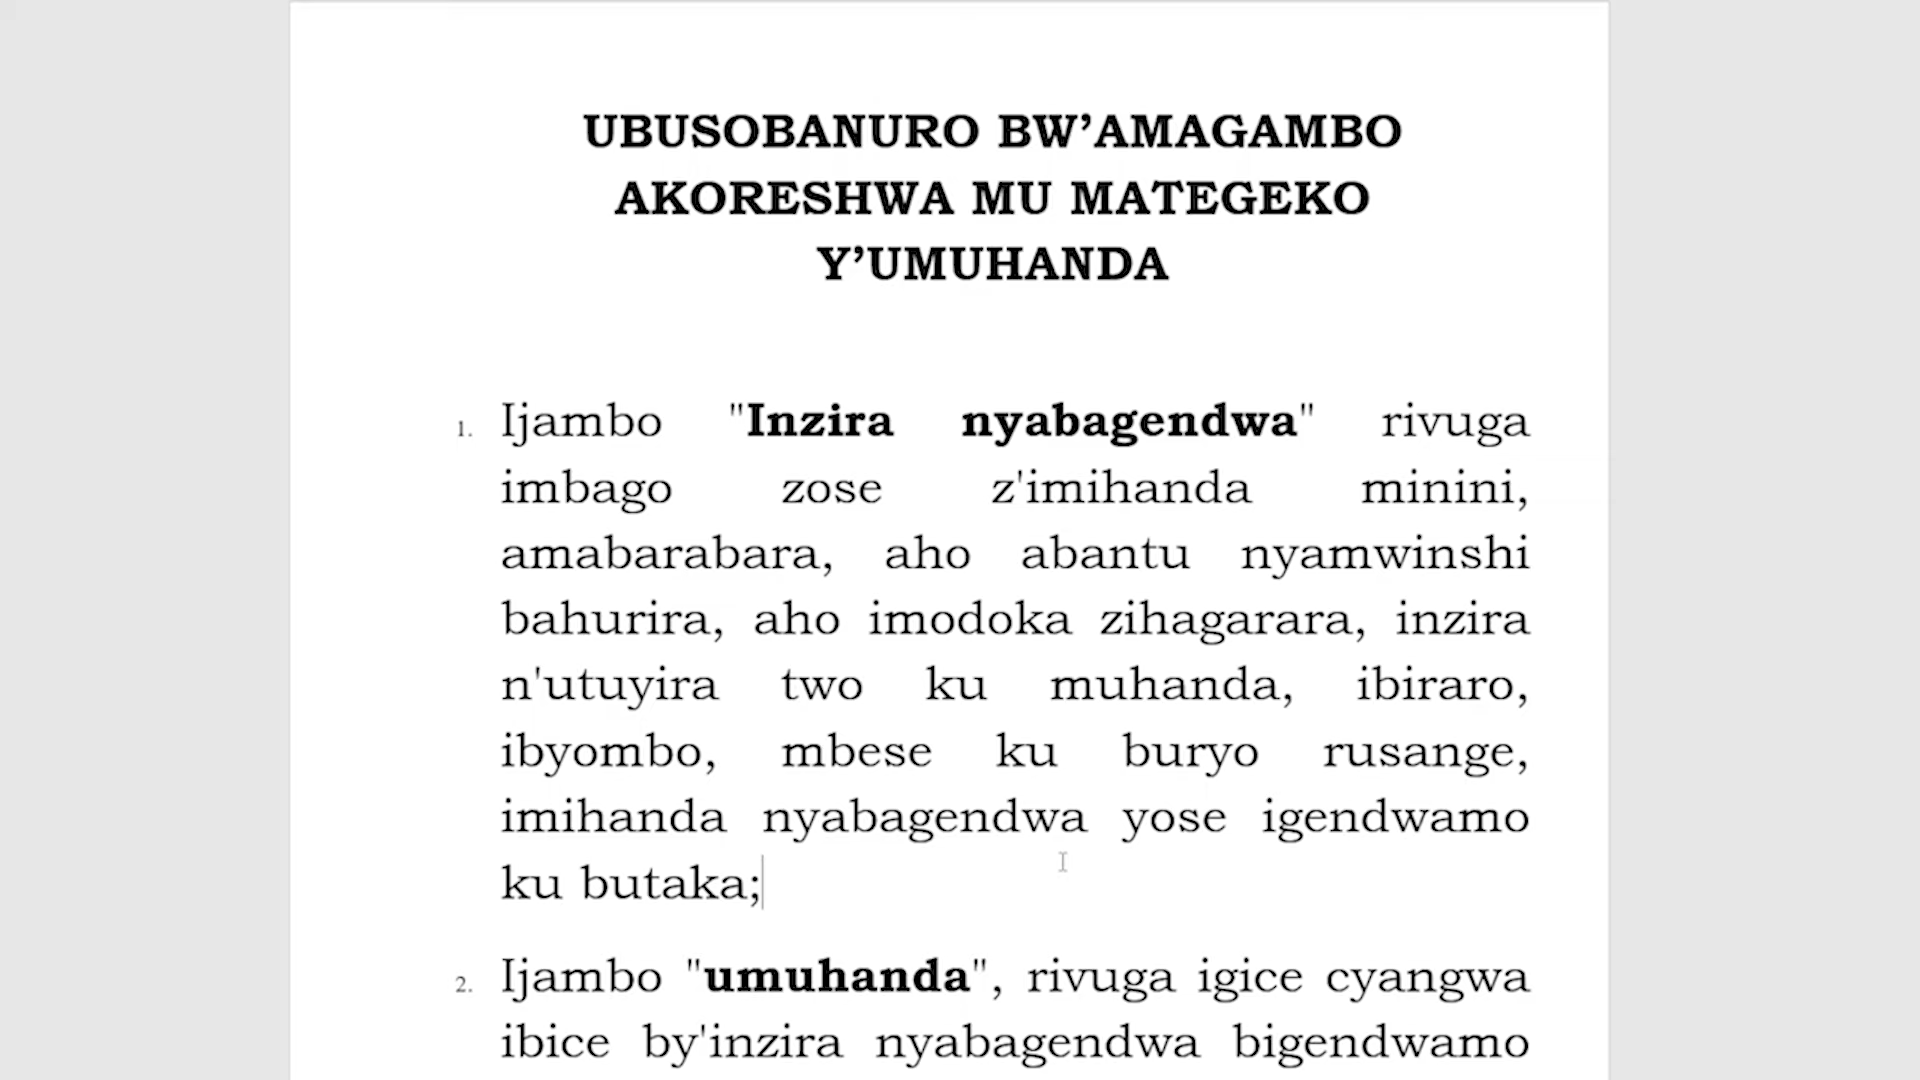 UBUSOBANURO BW’AMAGAMBO
AKORESHWA MU MATEGEKO
Y’UMUHANDA
1. Ijambo "Inzira nyabagendwa" rivuga
imbago zose z'imihanda minini,
amabarabara, aho abantu nyamwinshi
bahurira, aho imodoka zihagarara, inzira
n'utuyira two ku muhanda, ibiraro,
ibyombo, mbese ku buryo rusange,
imihanda nyabagendwa yose igendwamo
ku butaka;
2. Ijambo "umuhanda", rivuga igice cyangwa
ibice by'inzira nyabagendwa bigendwamo